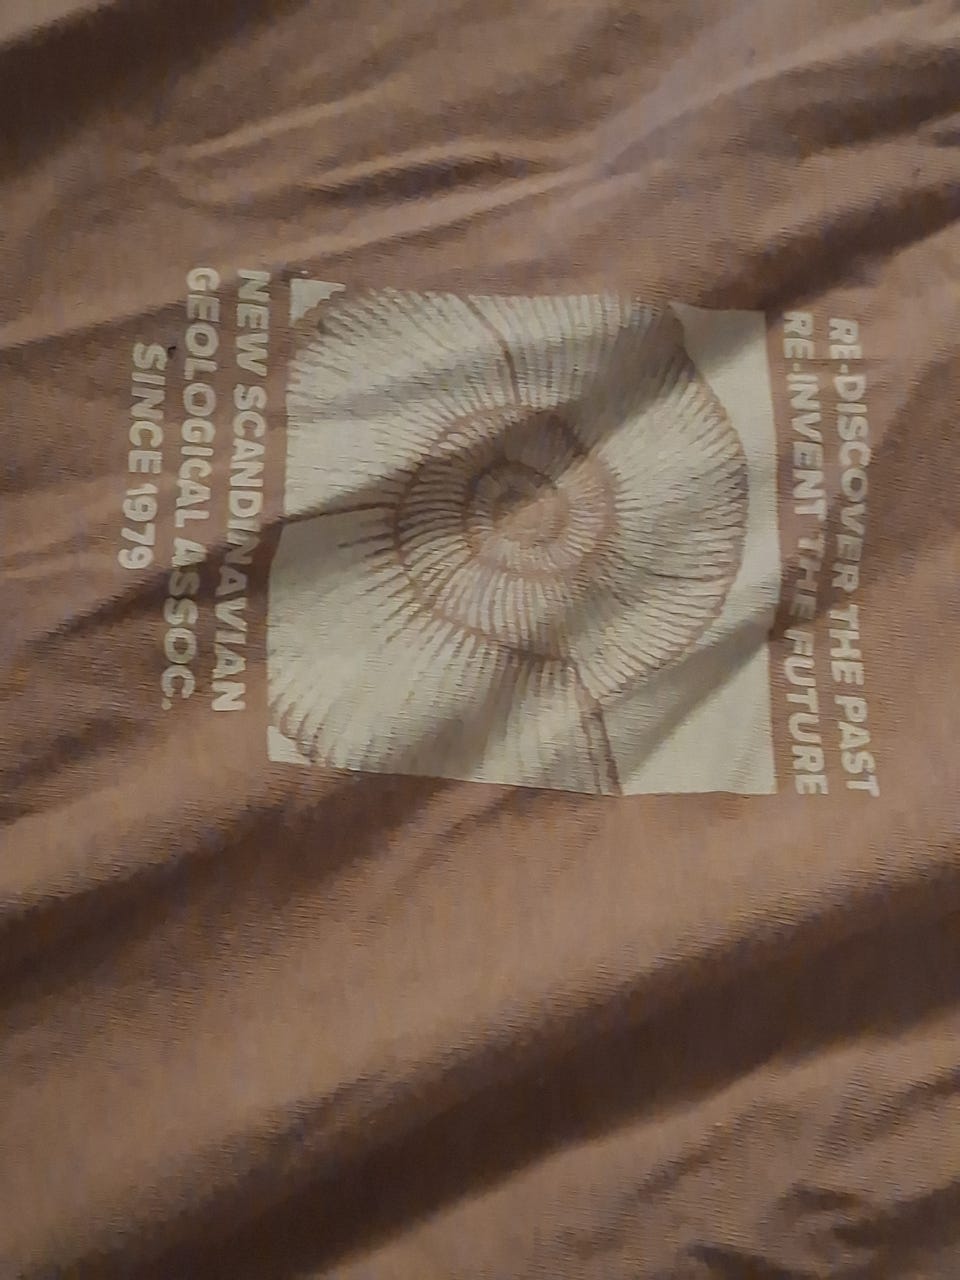 RE-DISCOVER THE PAST
RE-INVENT THE FUTURE
NEW SCANDINAVIAN
GEOLOGICAL ASSOC.
SINCE 1979